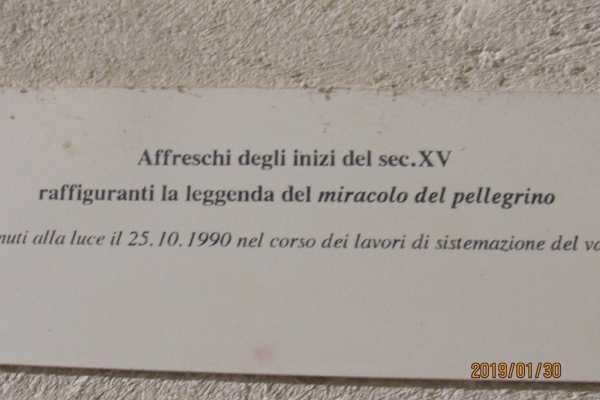 Affreschi degli inizi del sec.XV
raffiguranti la leggenda del miracolo del pellegrino
nuti alla luce il 25.10.1990 nel corso dei lavori di sistemazione del
2019/01/30